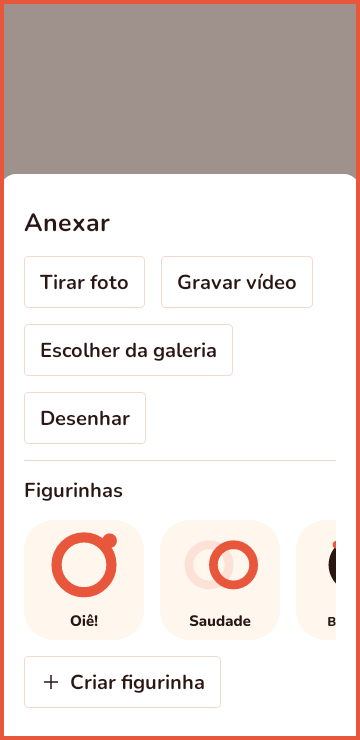 Anexar
Tirar foto
Gravar vídeo
Escolher da galeria
Desenhar
Figurinhas
Oiê!
Saudade
B
+ Criar figurinha